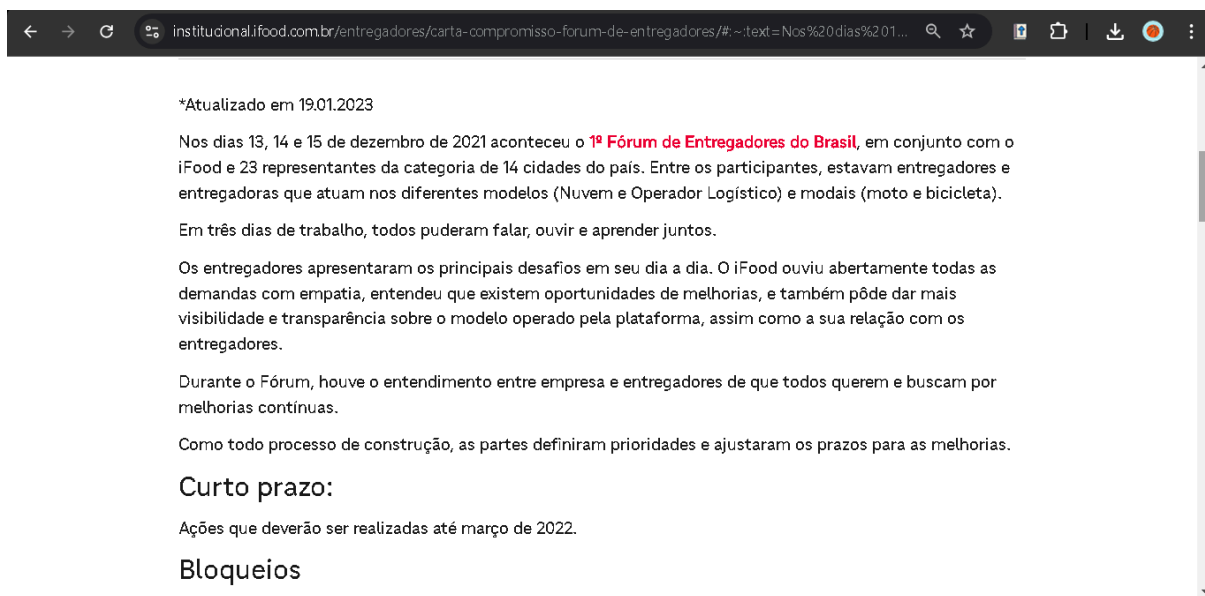 institucional.ifood.com.br/entregadores/carta-compromisso-forum-de-entregadores/#:~:text=Nos%20dias%201...
*Atualizado em 19.01.2023
Nos dias 13, 14 e 15 de dezembro de 2021 aconteceu o 1º Fórum de Entregadores do Brasil, em conjunto com o
iFood e 23 representantes da categoria de 14 cidades do país. Entre os participantes, estavam entregadores e
entregadoras que atuam nos diferentes modelos (Nuvem e Operador Logístico) e modais (moto e bicicleta).
Em três dias de trabalho, todos puderam falar, ouvir e aprender juntos.
Os entregadores apresentaram os principais desafios em seu dia a dia. O iFood ouviu abertamente todas as
demandas com empatia, entendeu que existem oportunidades de melhorias, e também pôde dar mais
visibilidade e transparência sobre o modelo operado pela plataforma, assim como a sua relação com os
entregadores.
Durante o Fórum, houve o entendimento entre empresa e entregadores de que todos querem e buscam por
melhorias contínuas.
Como todo processo de construção, as partes definiram prioridades e ajustaram os prazos para as melhorias.
Curto prazo:
Ações que deverão ser realizadas até março de 2022.
Bloqueios